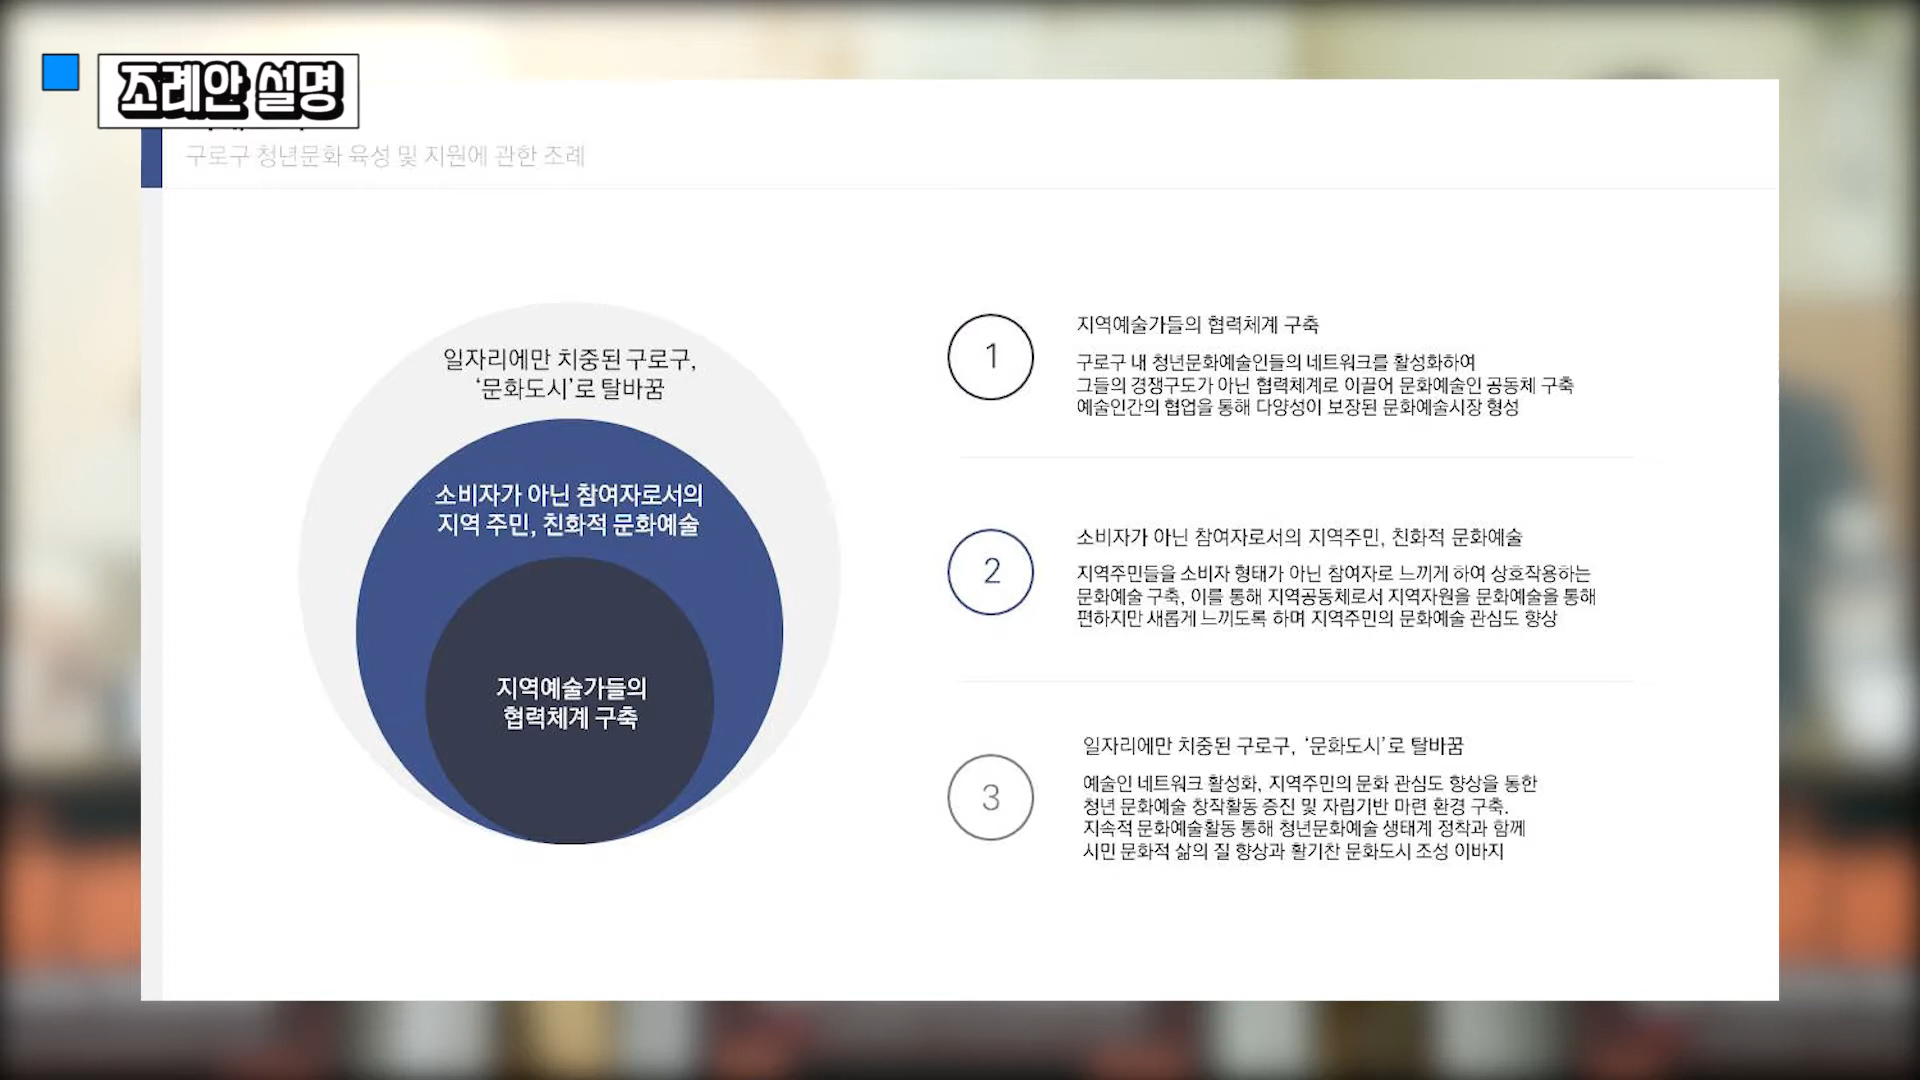 조례안 설명
구로구 청년문화 육성 및 지원에 관한 조례
일자리에만 치중된 구로구,
‘문화도시’로 탈바꿈
소비자가 아닌 참여자로서의
지역 주민, 친화적 문화예술
지역예술가들의
협력체계 구축
1
지역예술가들의 협력체계 구축
구로구 내 청년문화예술인들의 네트워크를 활성화하여
그들의 경쟁구도가 아닌 협력체계로 이끌어 문화예술인 공동체 구축
예술인간의 협업을 통해 다양성이 보장된 문화예술시장 형성
2
소비자가 아닌 참여자로서의 지역주민, 친화적 문화예술
지역주민들을 소비자 형태가 아닌 참여자로 느끼게 하여 상호작용하는
문화예술 구축, 이를 통해 지역공동체로서 지역자원을 문화예술을 통해
편하지만 새롭게 느끼도록 하며 지역주민의 문화예술 관심도 향상
3
일자리에만 치중된 구로구, ‘문화도시’로 탈바꿈
예술인 네트워크 활성화, 지역주민의 문화 관심도 향상을 통한
청년 문화예술 창작활동 증진 및 자립기반 마련 환경 구축.
지속적 문화예술활동 통해 청년문화예술 생태계 정착과 함께
시민 문화적 삶의 질 향상과 활기찬 문화도시 조성 이바지